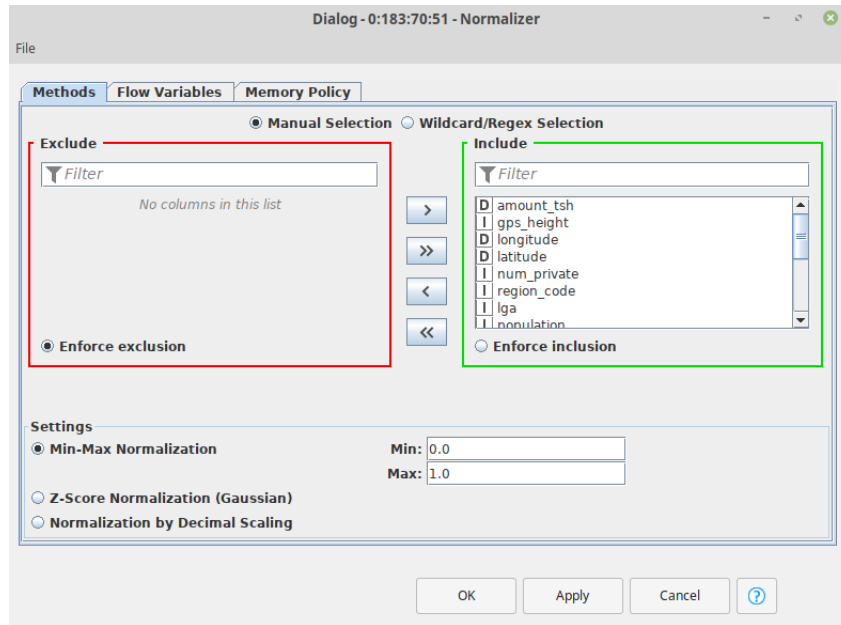 Dialog - 0:183:70:51 - Normalizer
File
Methods Flow Variables Memory Policy
Manual Selection Wildcard/Regex Selection
Exclude
Filter
No columns in this list
Enforce exclusion
>
>>
<
<<
Include
Filter
D amount_tsh
I gps_height
D longitude
D latitude
I num_private
I region_code
I lga
I population
Enforce inclusion
Settings
Min-Max Normalization
Min: 0.0
Max: 1.0
Z-Score Normalization (Gaussian)
Normalization by Decimal Scaling
OK Apply Cancel ?